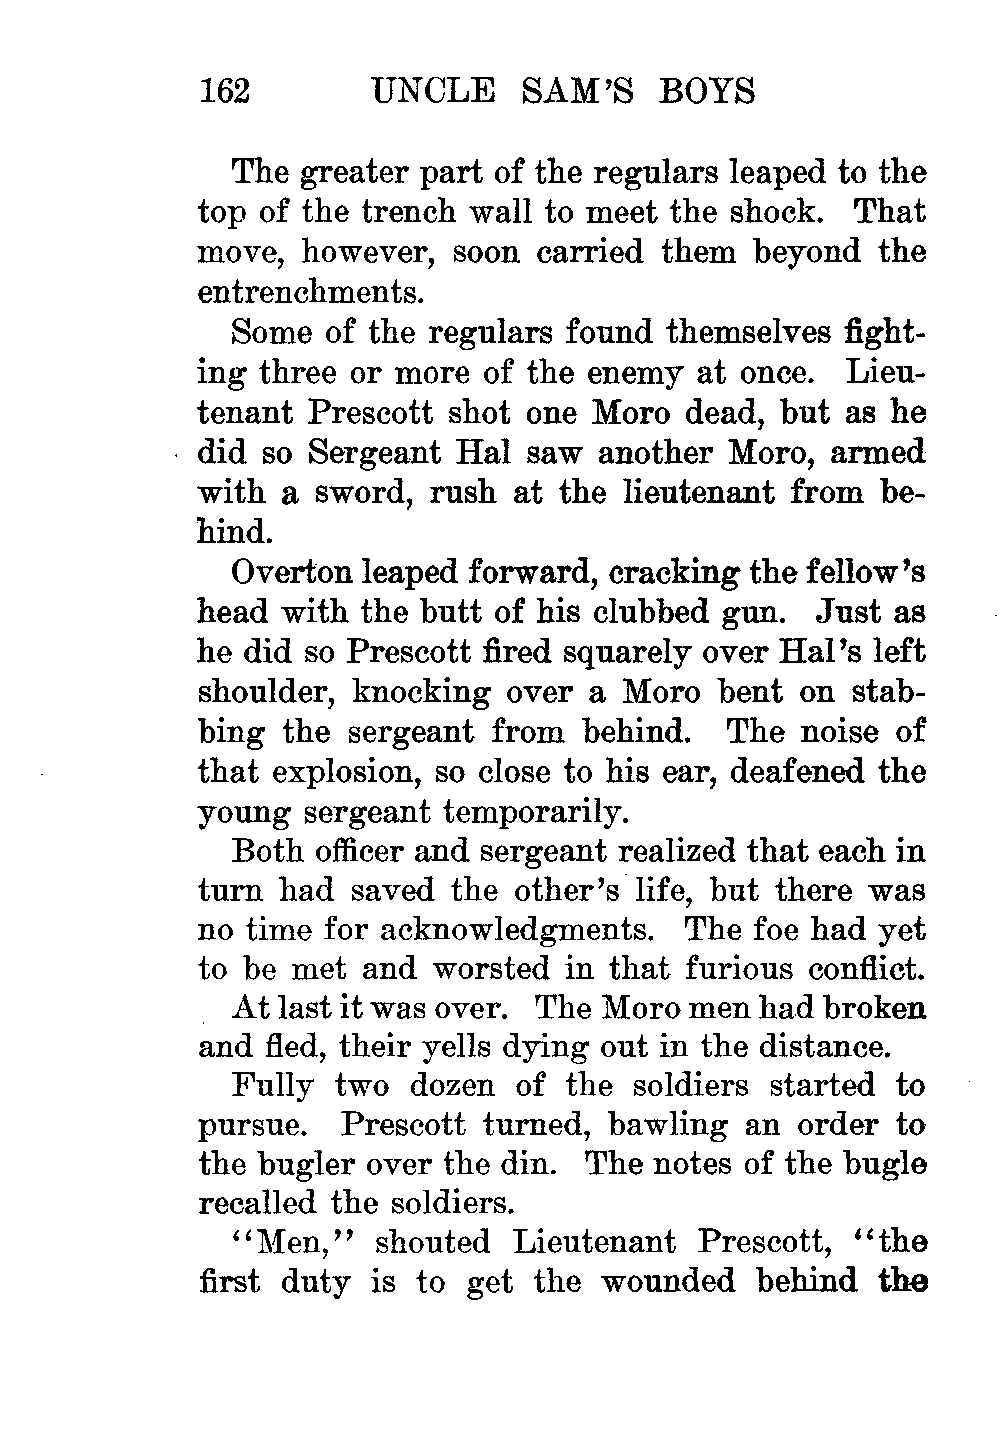 162 UNCLE SAM'S BOYS
The greater part of the regulars leaped to the
top of the trench wall to meet the shock. That
move, however, soon carried them beyond the
entrenchments.
Some of the regulars found themselves fight-
ing three or more of the enemy at once. Lieu-
tenant Prescott shot one Moro dead, but as he
did so Sergeant Hal saw another Moro, armed
with a sword, rush at the lieutenant from be-
hind.
Overton leaped forward, cracking the fellow's
head with the butt of his clubbed gun. Just as
he did so Prescott fired squarely over Hal's left
shoulder, knocking over a Moro bent on stab-
bing the sergeant from behind. The noise of
that explosion, so close to his ear, deafened the
young sergeant temporarily.
Both officer and sergeant realized that each in
turn had saved the other's life, but there was
no time for acknowledgments. The foe had yet
to be met and worsted in that furious conflict.
At last it was over. The Moro men had broken
and fled, their yells dying out in the distance.
Fully two dozen of the soldiers started to
pursue. Prescott turned, bawling an order to
the bugler over the din. The notes of the bugle
recalled the soldiers.
"Men," shouted Lieutenant Prescott, "the
first duty is to get the wounded behind the